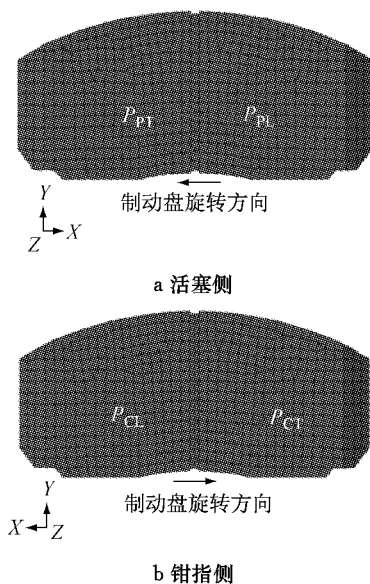 P_PT P_PL
制动盘旋转方向
Y
Z X
a 活塞侧
P_CL P_CT
制动盘旋转方向
Y
X Z
b 钳指侧